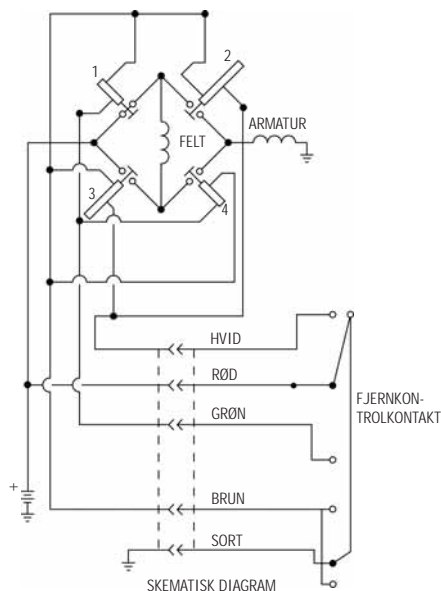 1
2
ARMATUR
FELT
3
4
HVID
RØD
FJERNKON-
TROLKONTAKT
GRØN
+
BRUN
SORT
SKEMATISK DIAGRAM